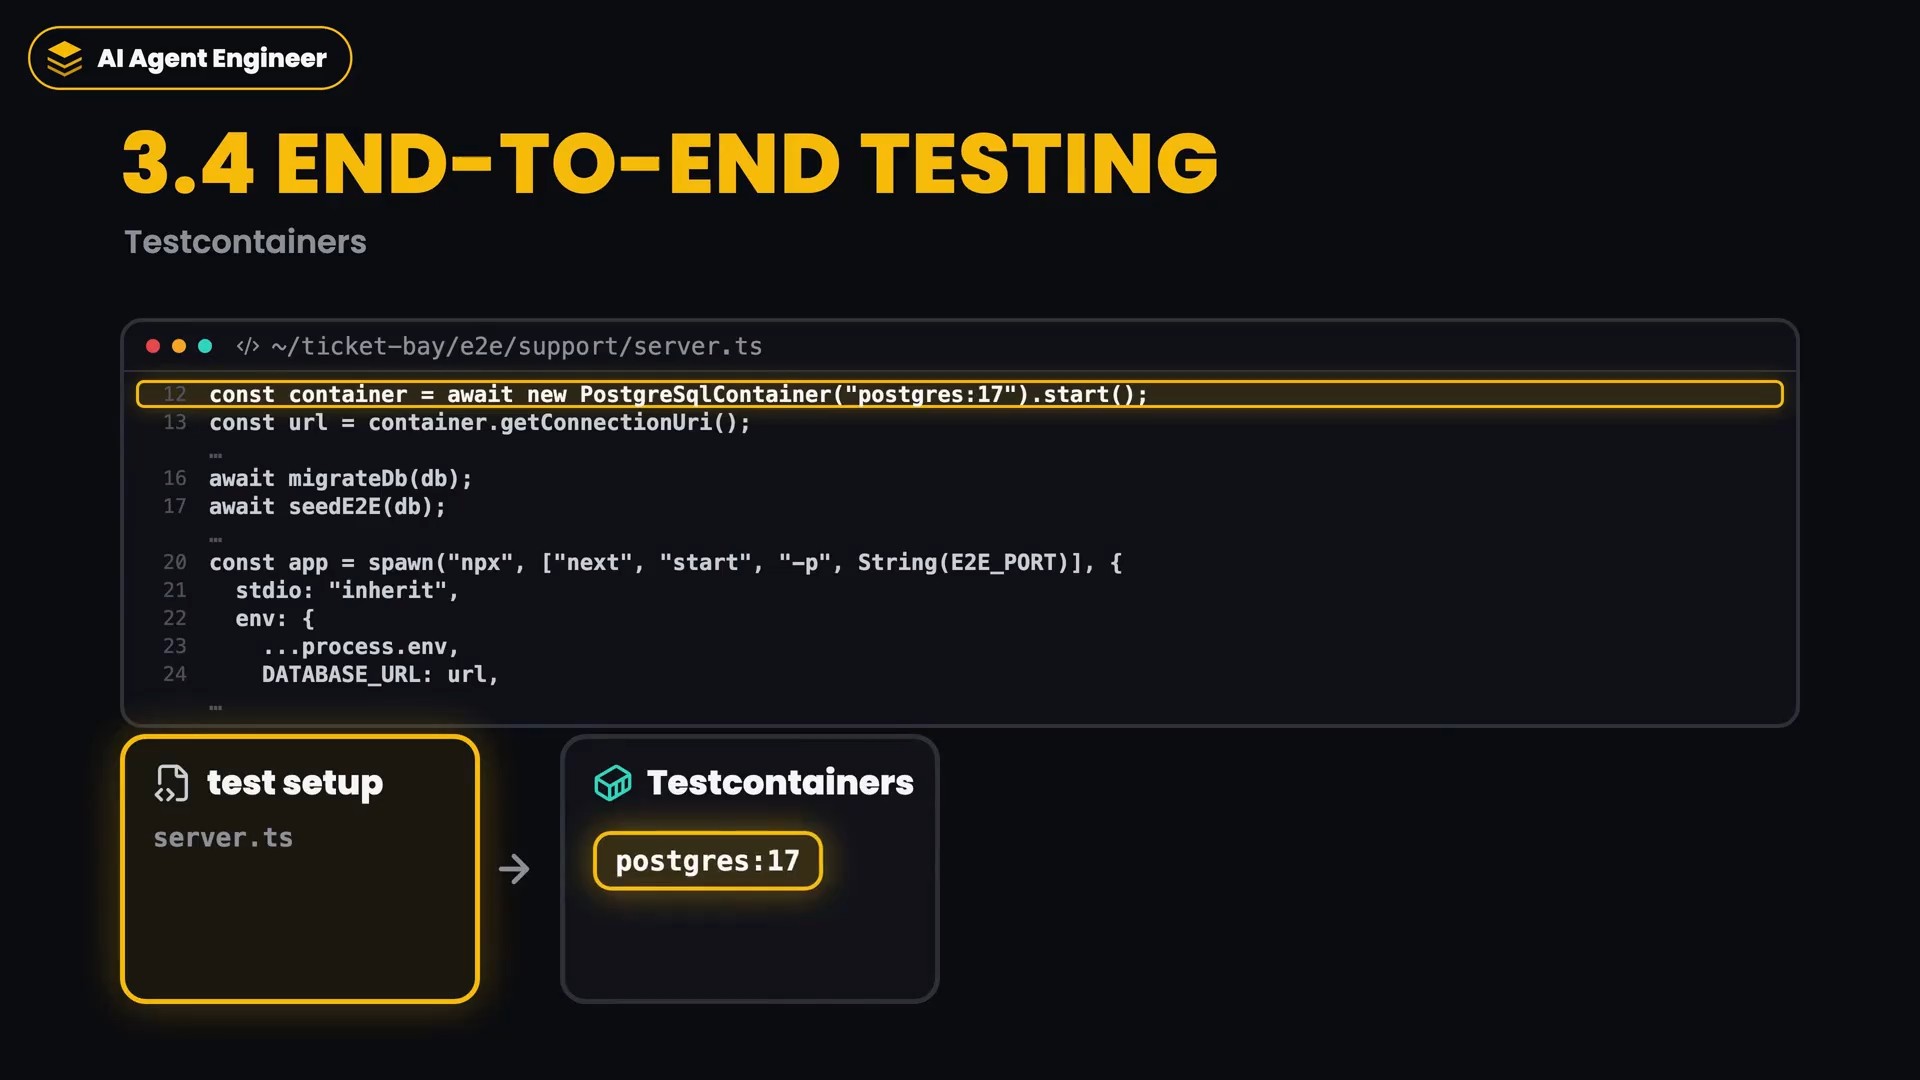 AI Agent Engineer
3.4 END-TO-END TESTING
Testcontainers
</> ~/ticket-bay/e2e/support/server.ts
12 const container = await new PostgreSqlContainer("postgres:17").start();
13 const url = container.getConnectionUri();
…
16 await migrateDb(db);
17 await seedE2E(db);
…
20 const app = spawn("npx", ["next", "start", "-p", String(E2E_PORT)], {
21   stdio: "inherit",
22   env: {
23     ...process.env,
24     DATABASE_URL: url,
…
test setup
server.ts
Testcontainers
postgres:17